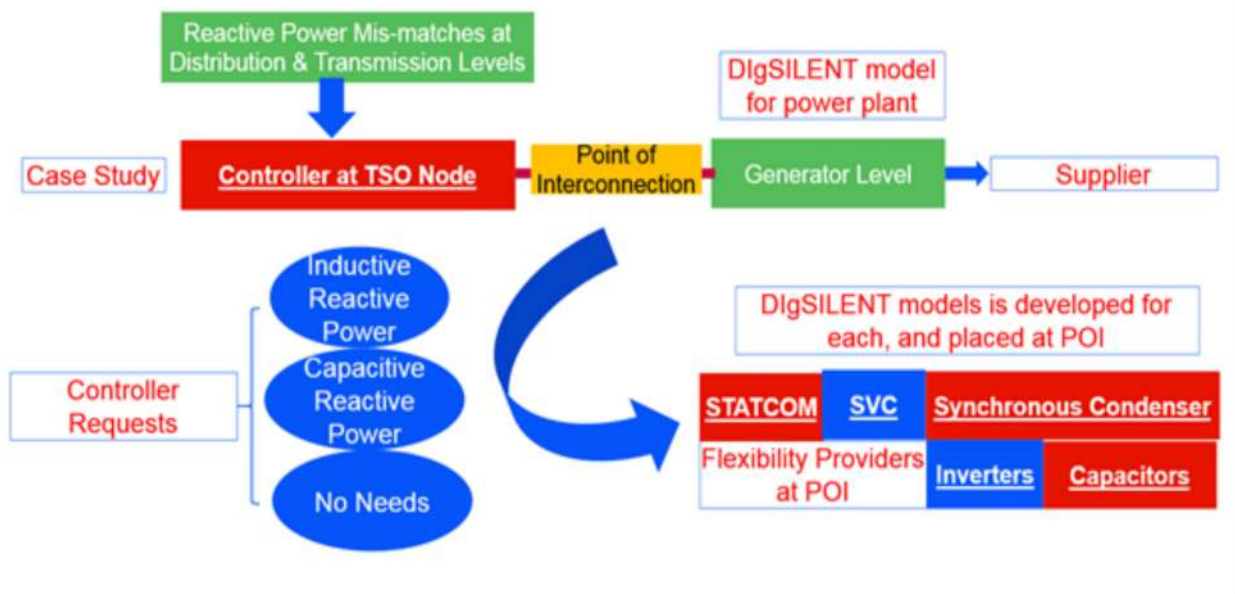 Reactive Power Mis-matches at
Distribution & Transmission Levels
DIgSILENT model
for power plant
Case Study
Controller at TSO Node
Point of
Interconnection
Generator Level
Supplier
Inductive
Reactive
Power
Capacitive
Reactive
Power
No Needs
Controller
Requests
DIgSILENT models is developed for
each, and placed at POI
STATCOM
SVC
Synchronous Condenser
Flexibility Providers
at POI
Inverters
Capacitors